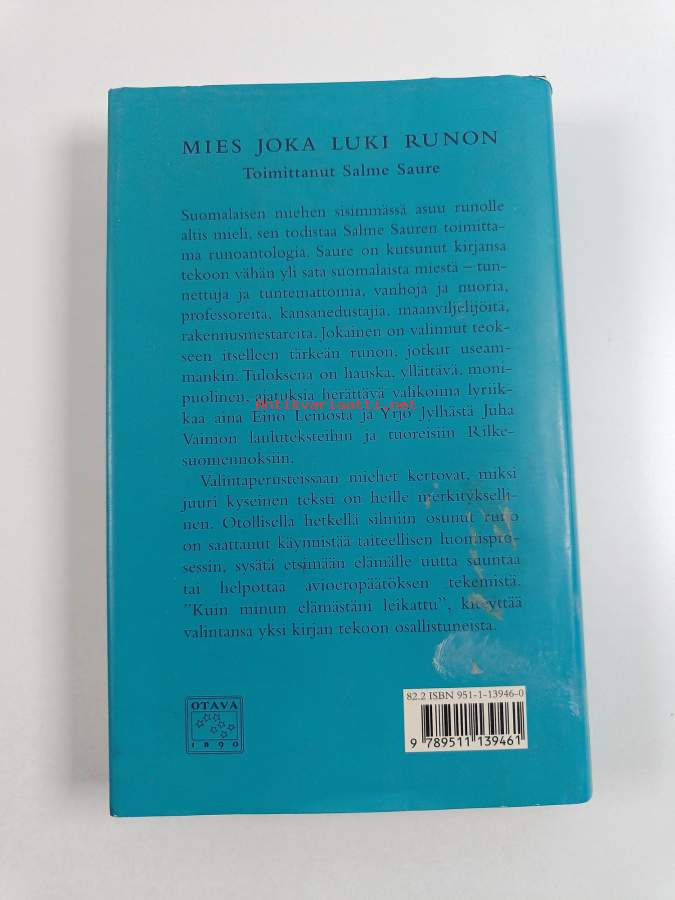 MIES JOKA LUKI RUNON
Toimittanut Salme Saure
Suomalaisen miehen sisimmässä asuu runolle
altis mieli, sen todistaa Salme Sauren toimitta-
ma runoantologia. Saure on kutsunut kirjansa
tekoon vähän yli sata suomalaista miestä – tun-
nettuja ja tuntemattomia, vanhoja ja nuoria,
professoreita, kansanedustajia, maanviljelijöitä,
rakennusmestareita. Jokainen on valinnut teok-
seen itselleen tärkeän runon, jotkut useam-
mankin. Tuloksena on hauska, yllättävä, moni-
puolinen, ajatuksia herättävä valikoima lyriik-
Antikvariaatti.net
kaa aina Eino Leinosta ja Yrjö Jylhästä Juha
Vainion lauluteksteihin ja tuoreisiin Rilke-
suomennoksiin.
Valintaperusteissaan miehet kertovat, miksi
juuri kyseinen teksti on heille merkitykselli-
nen. Otollisella hetkellä silmiin osunut runo
on saattanut käynnistää taiteellisen luomispro-
sessin, sysätä etsimään elämälle uutta suuntaa
tai helpottaa avioeropäätöksen tekemistä.
”Kuin minun elämästäni leikattu”, kiteyttää
valintansa yksi kirjan tekoon osallistuneista.
OTAVA
1890
82.2 ISBN 951-1-13946-0
9 789511 139461